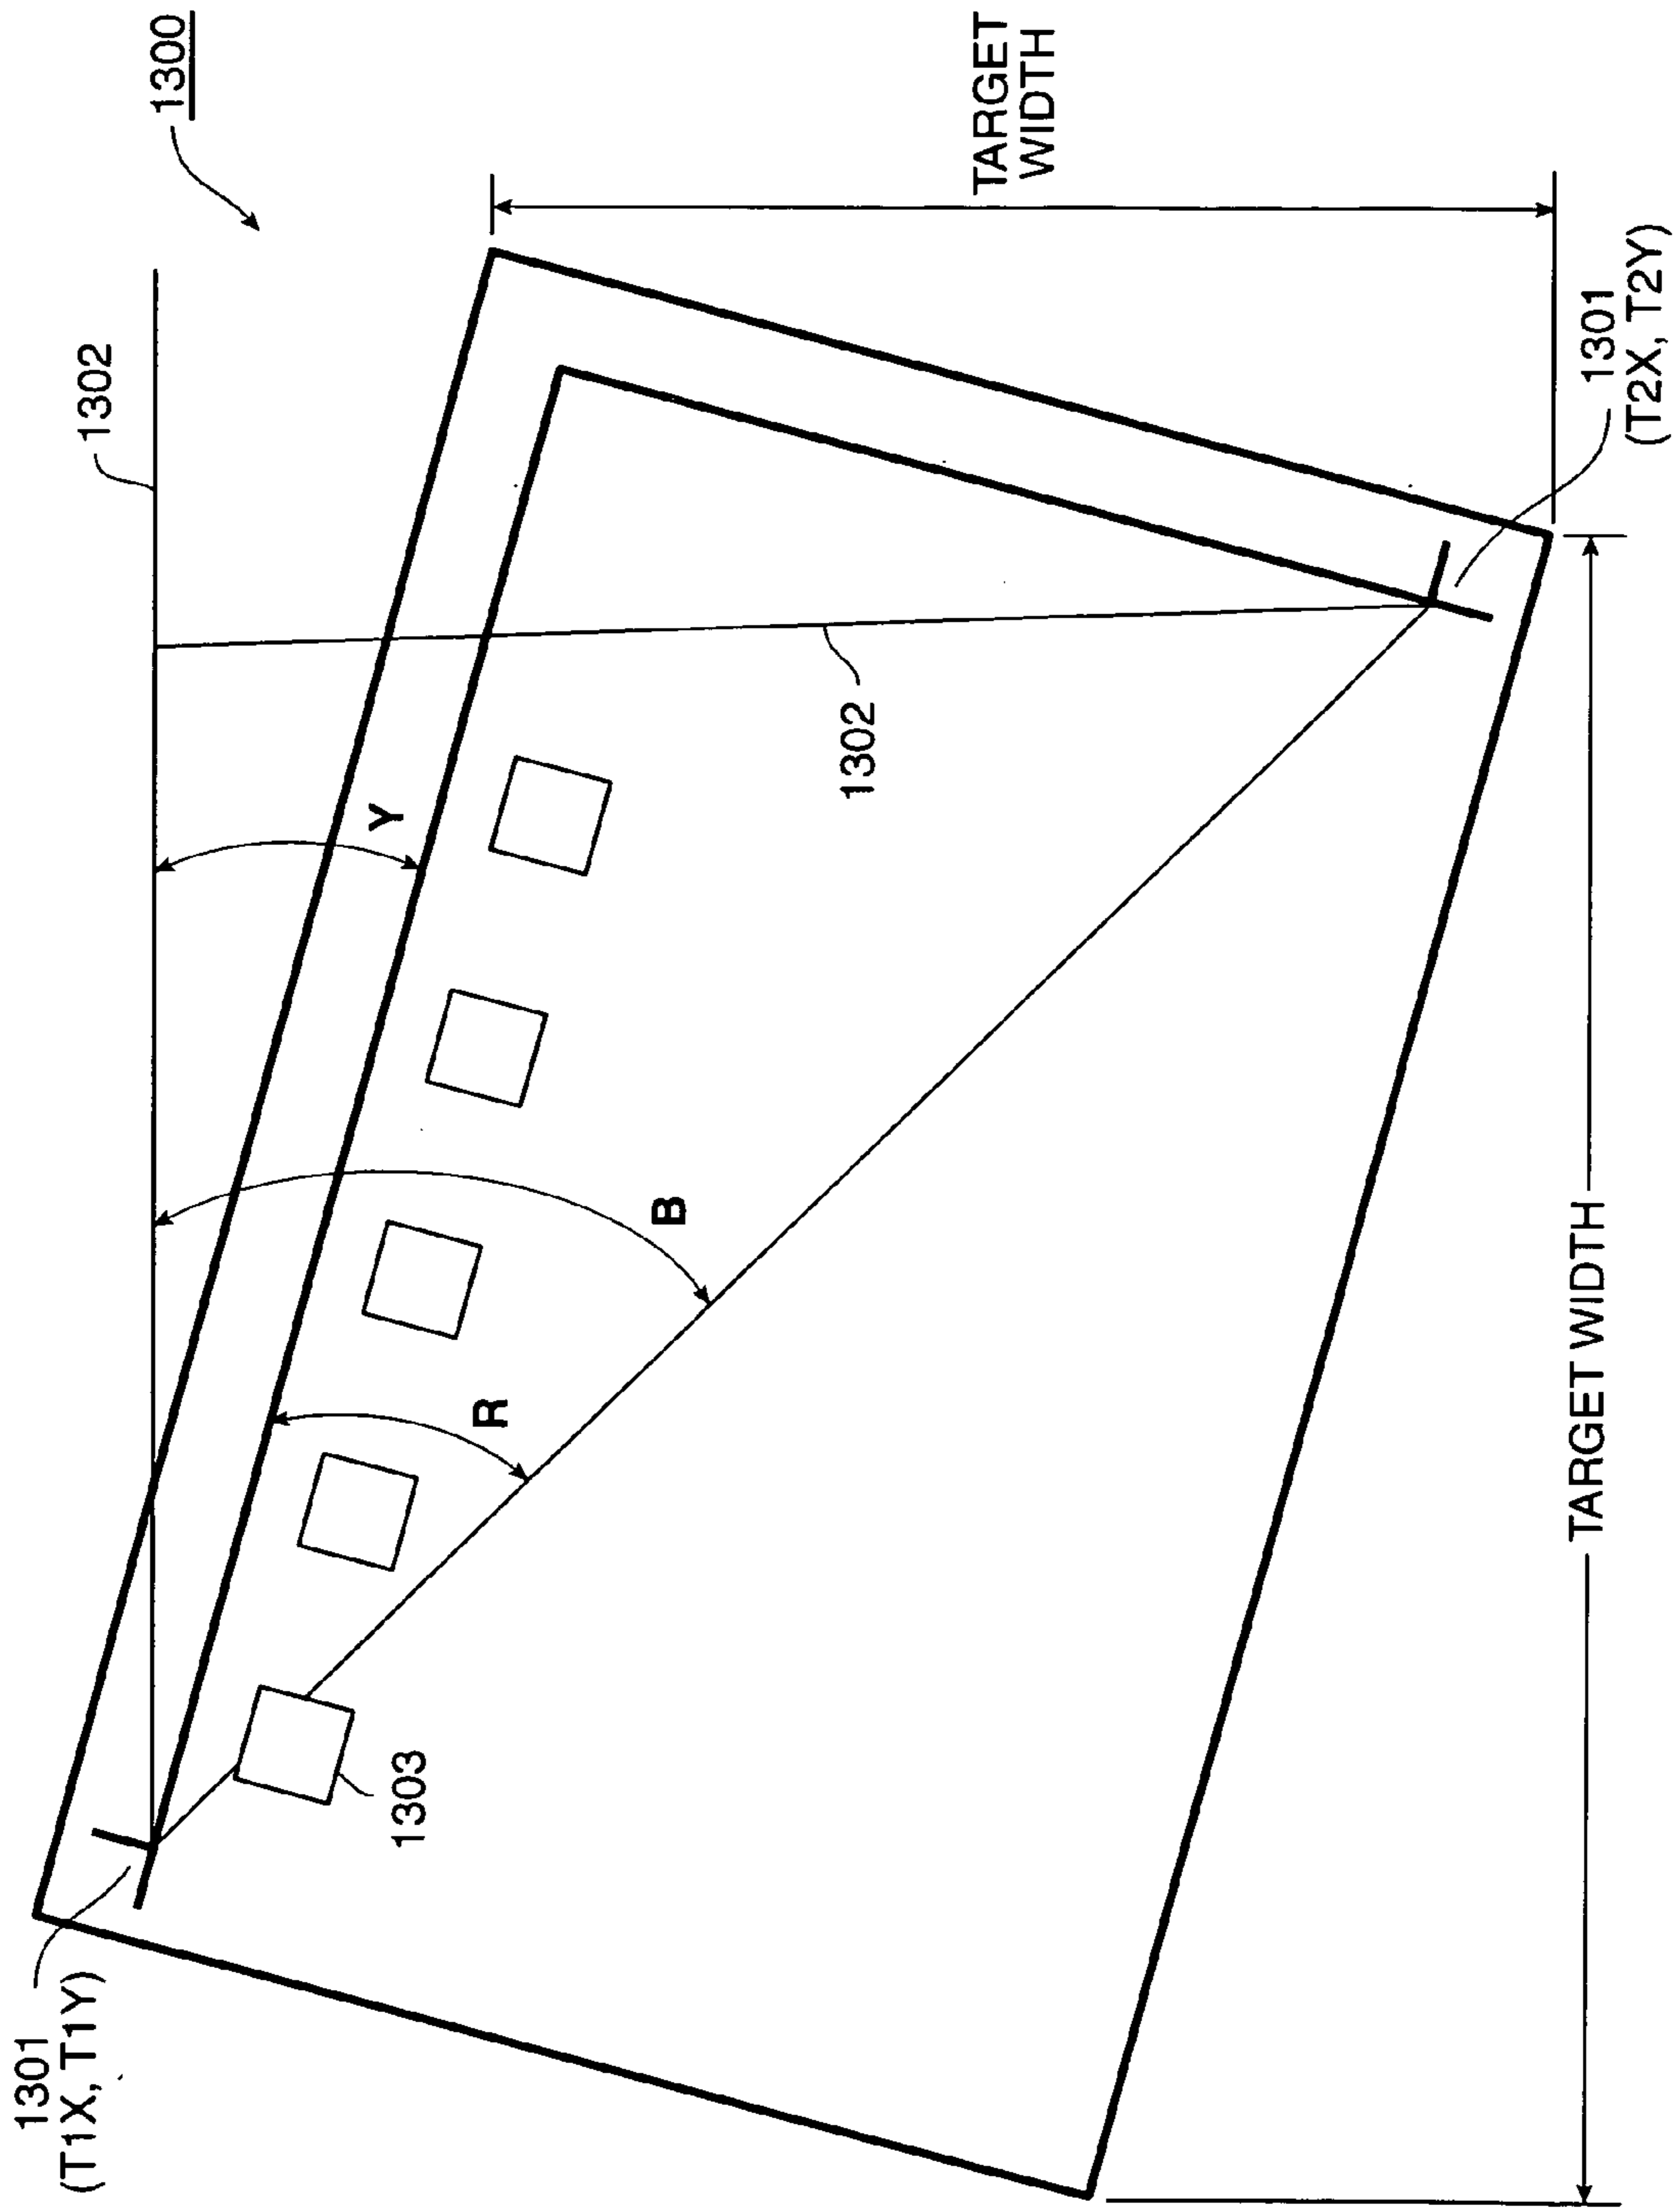 1300
1302
TARGET
WIDTH
1301
(T1X, T1Y)
Y
1302
B
R
1303
1301
(T2X, T2Y)
TARGET WIDTH